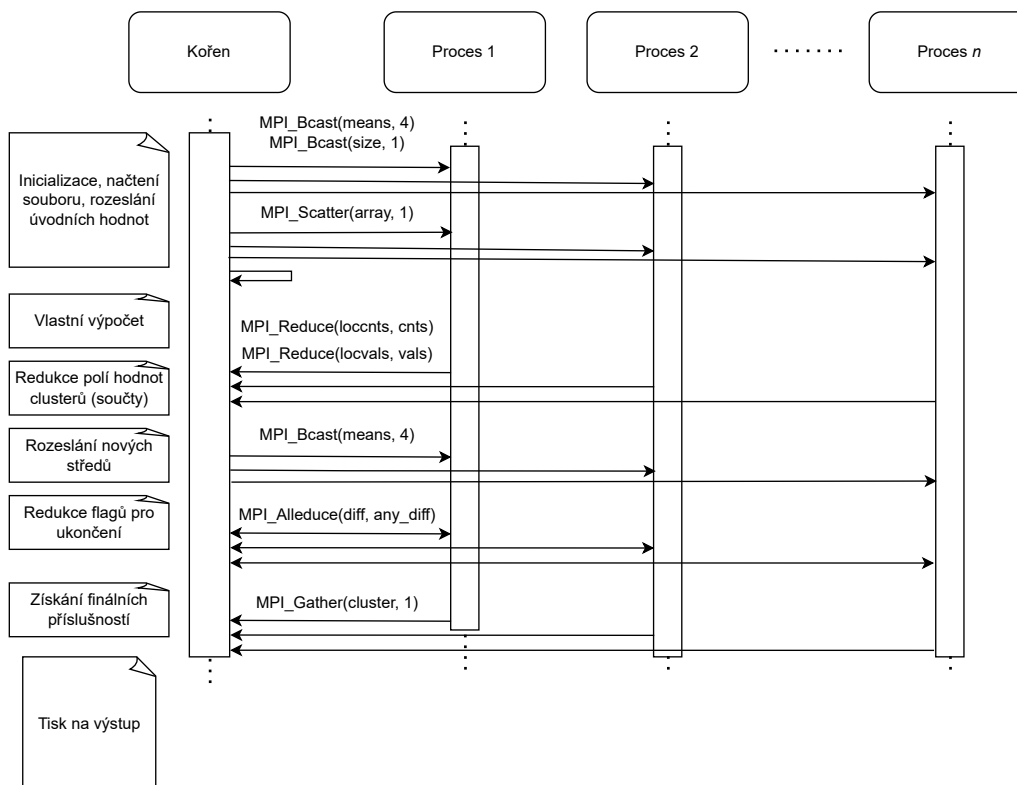 Kořen
Proces 1
Proces 2
.......
Proces n
MPI_Bcast(means, 4)
MPI_Bcast(size, 1)
Inicializace, načtení
souboru, rozeslání
úvodních hodnot
MPI_Scatter(array, 1)
Vlastní výpočet
MPI_Reduce(loccnts, cnts)
MPI_Reduce(locvals, vals)
Redukce polí hodnot
clusterů (součty)
MPI_Bcast(means, 4)
Rozeslání nových
středů
Redukce flagů pro
ukončení
MPI_Alleduce(diff, any_diff)
Získání finálních
příslušností
MPI_Gather(cluster, 1)
Tisk na výstup